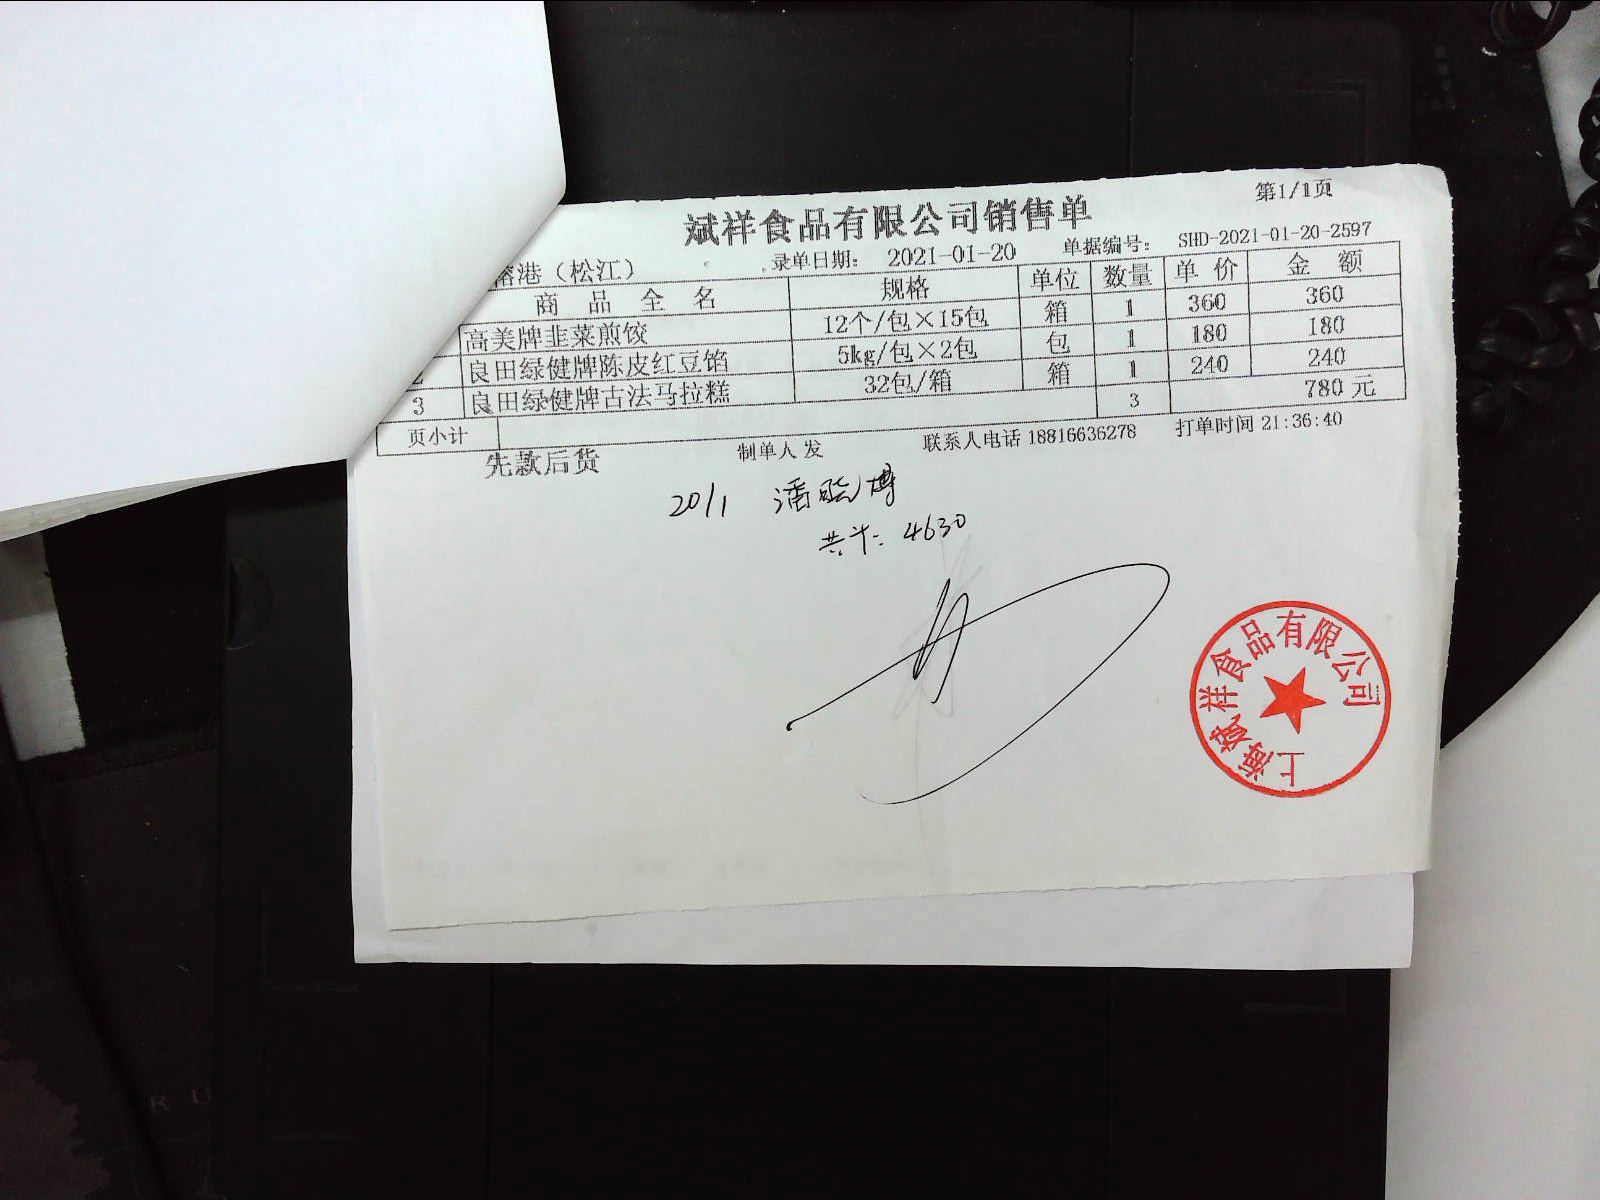 第1/1页
斌祥食品有限公司销售单
港（松江） 录单日期： 2021-01-20 单据编号： SHD-2021-01-20-2597
商 品 全 名 规格 单位 数量 单 价 金 额
高美牌韭菜煎饺 12个/包×15包 箱 1 360 360
2 良田绿健牌陈皮红豆馅 5kg/包×2包 包 1 180 180
3 良田绿健牌古法马拉糕 32包/箱 箱 1 240 240
页小计 3 780 元
先款后货 制单人 发 联系人电话 18816636278 打单时间 21:36:40
2011 潘晓博
共计： 4630
上海斌祥食品有限公司